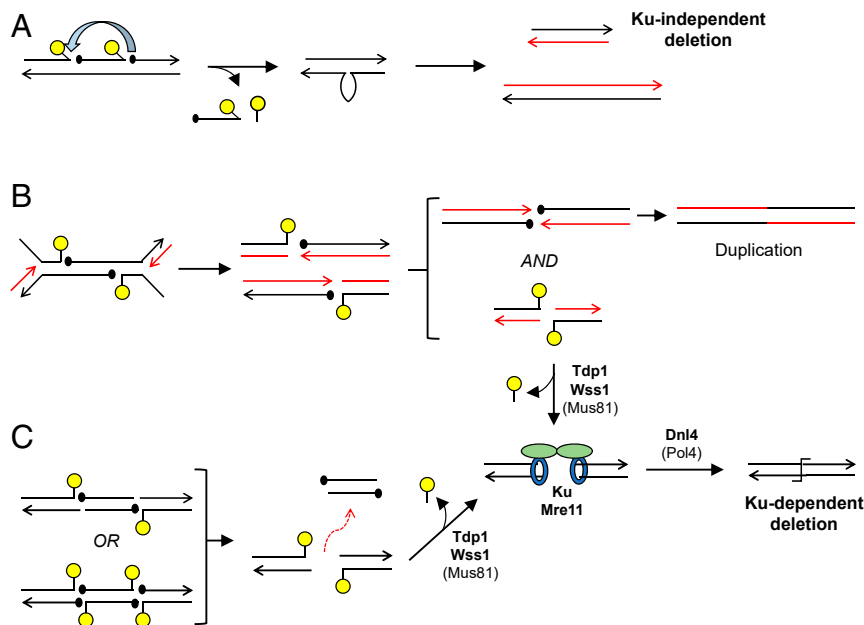 A
Ku-independent
deletion
B
AND
Duplication
Tdp1
Wss1
(Mus81)
C
OR
Tdp1
Wss1
(Mus81)
Ku
Mre11
Dnl4
(Pol4)
Ku-dependent
deletion